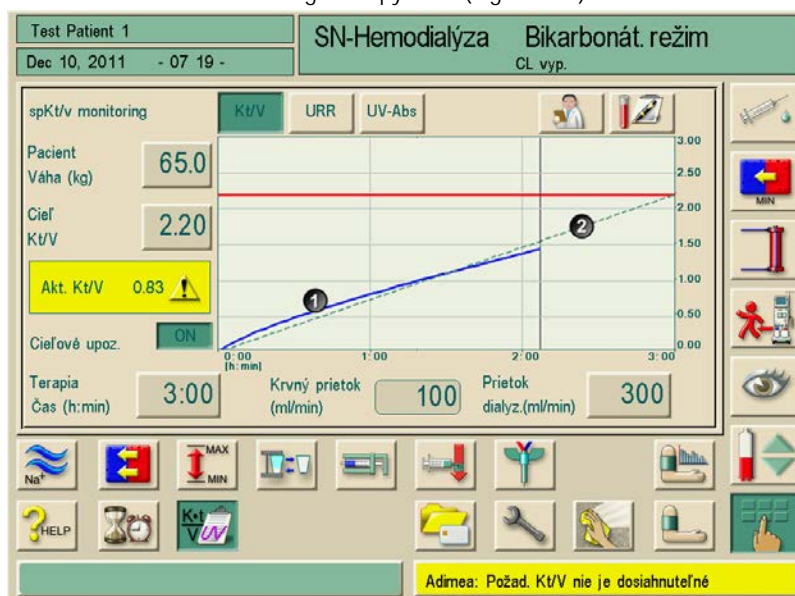 Test Patient 1
Dec 10, 2011 - 07 19 -
SN-Hemodialýza Bikarbonát. režim
CL vyp.
spKt/v monitoring
Kt/V URR UV-Abs
Pacient
Váha (kg)
65.0
Cieľ
Kt/V
2.20
Akt. Kt/V 0.83
Cieľové upoz. ON
3.00
2.50
2.00
1.50
1.00
0.50
0.00
1
2
0:00 1:00 2:00 3:00
[h:min]
Terapia
Čas (h:min)
3:00
Krvný prietok
(ml/min)
100
Prietok
dialyz.(ml/min)
300
MIN
Na+
MAX
MIN
HELP
K•t
V UV
Adimea: Požad. Kt/V nie je dosiahnuteľné